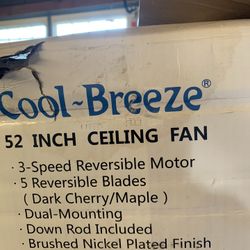 Cool~Breeze®
52 INCH CEILING FAN
· 3-Speed Reversible Motor
· 5 Reversible Blades
( Dark Cherry/Maple )
· Dual-Mounting
· Down Rod Included
· Brushed Nickel Plated Finish